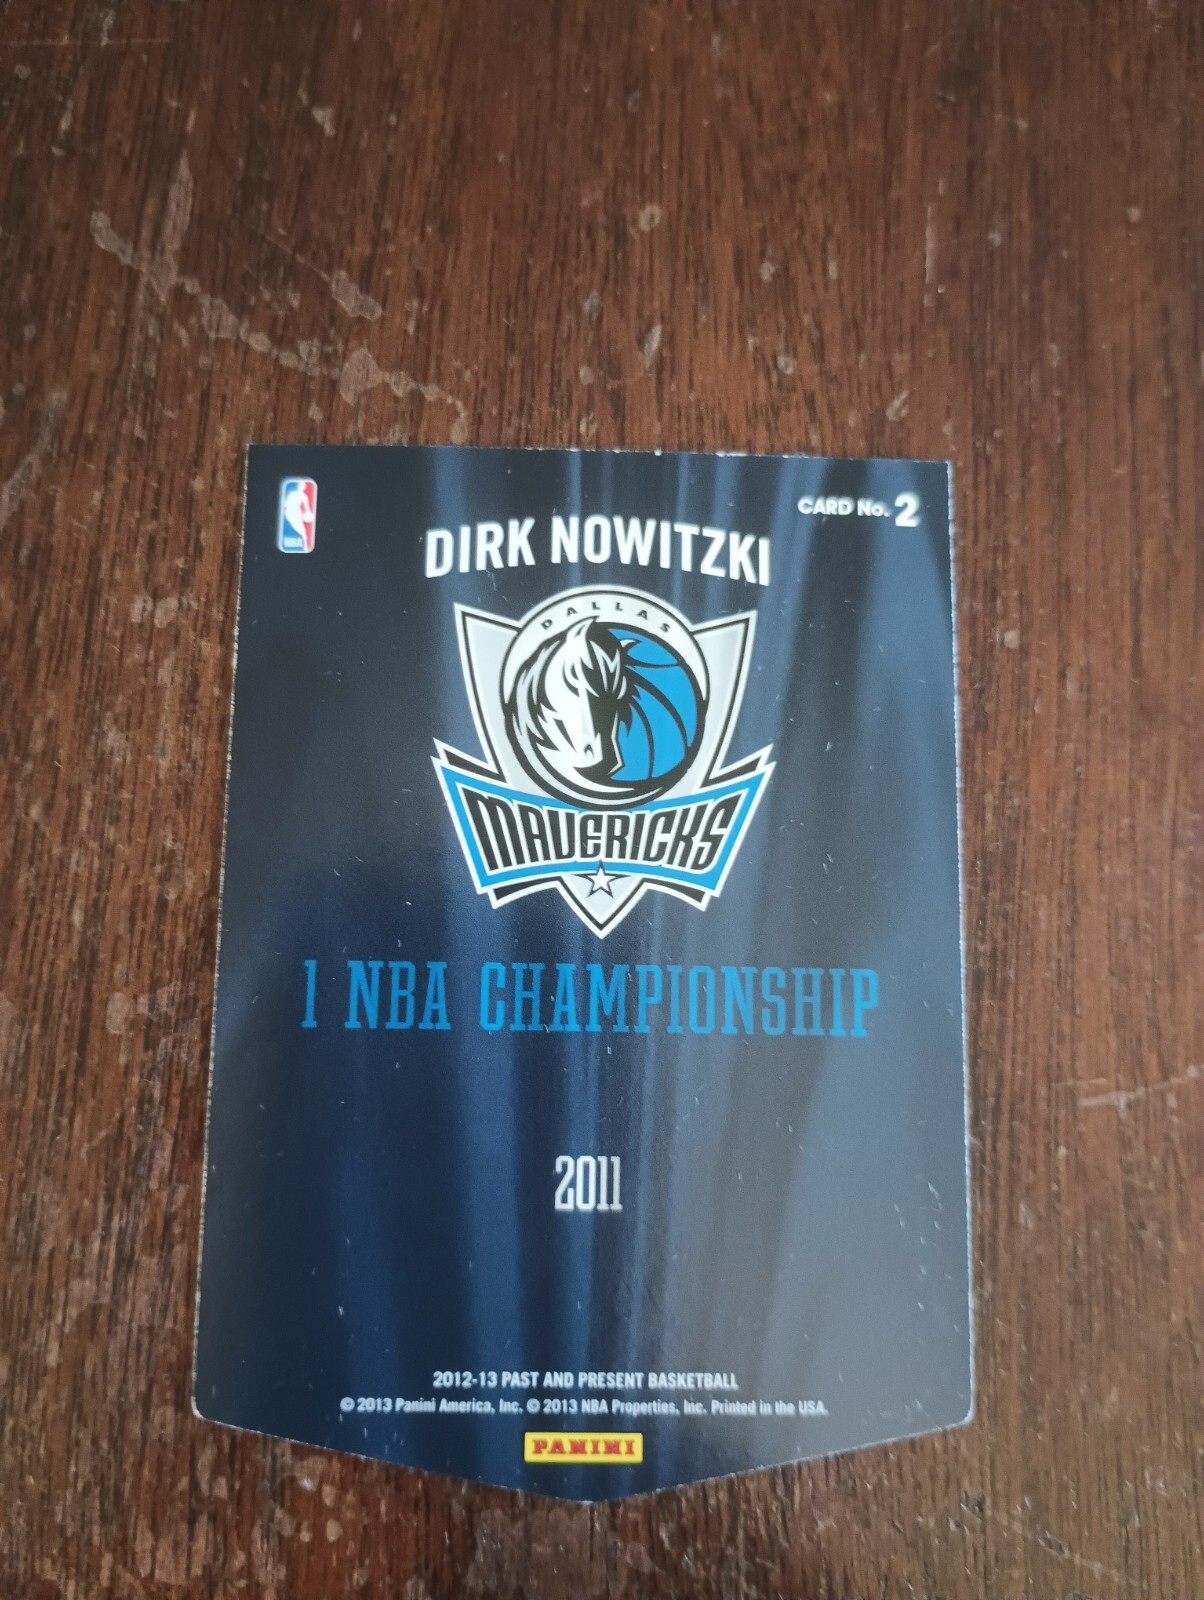 CARD No. 2
NBA
DIRK NOWITZKI
DALLAS
MAVERICKS
1 NBA CHAMPIONSHIP
2011
2012-13 PAST AND PRESENT BASKETBALL
© 2013 Panini America, Inc. © 2013 NBA Properties, Inc. Printed in the USA.
PANINI